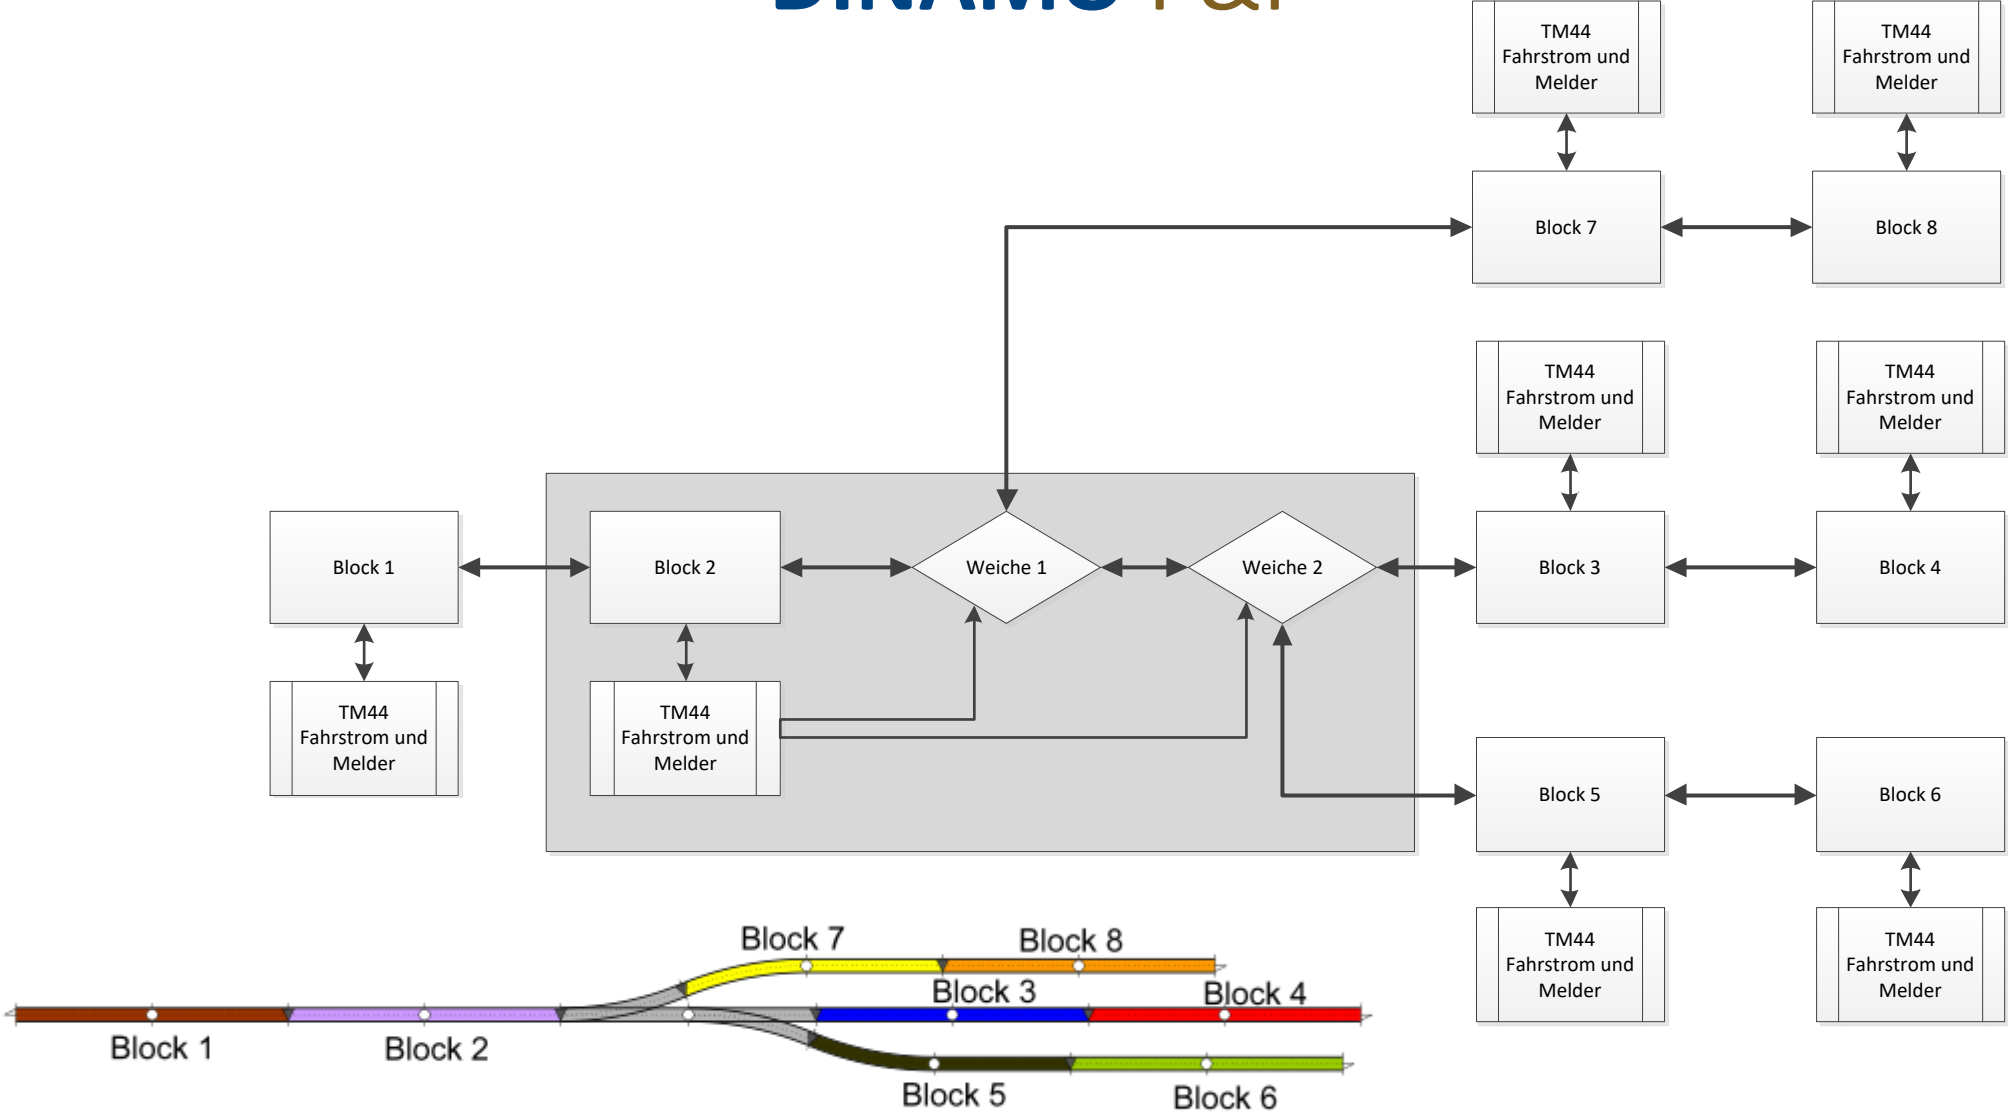 TM44
Fahrstrom und
Melder
TM44
Fahrstrom und
Melder
Block 7
Block 8
TM44
Fahrstrom und
Melder
TM44
Fahrstrom und
Melder
Block 1
Block 2
Weiche 1
Weiche 2
Block 3
Block 4
TM44
Fahrstrom und
Melder
TM44
Fahrstrom und
Melder
Block 5
Block 6
TM44
Fahrstrom und
Melder
TM44
Fahrstrom und
Melder
Block 7
Block 8
Block 3
Block 4
Block 1
Block 2
Block 5
Block 6